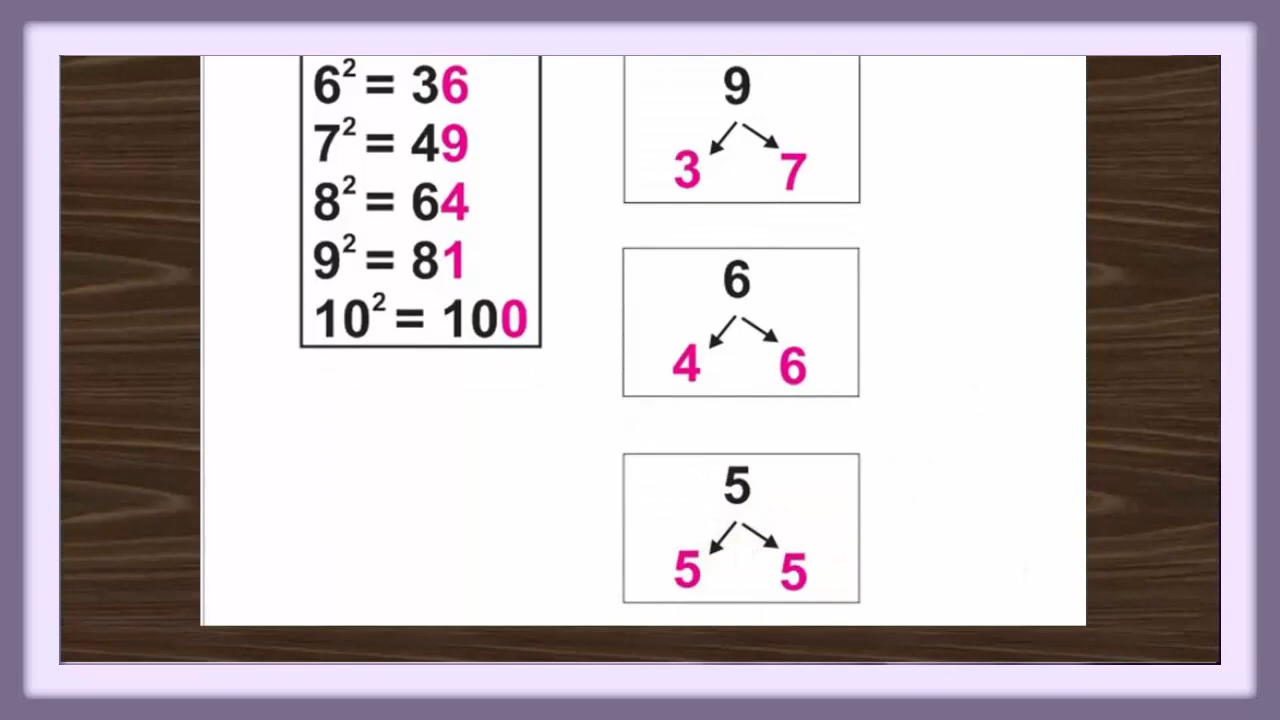 6² = 36
7² = 49
8² = 64
9² = 81
10² = 100
9
3 7
6
4 6
5
5 5